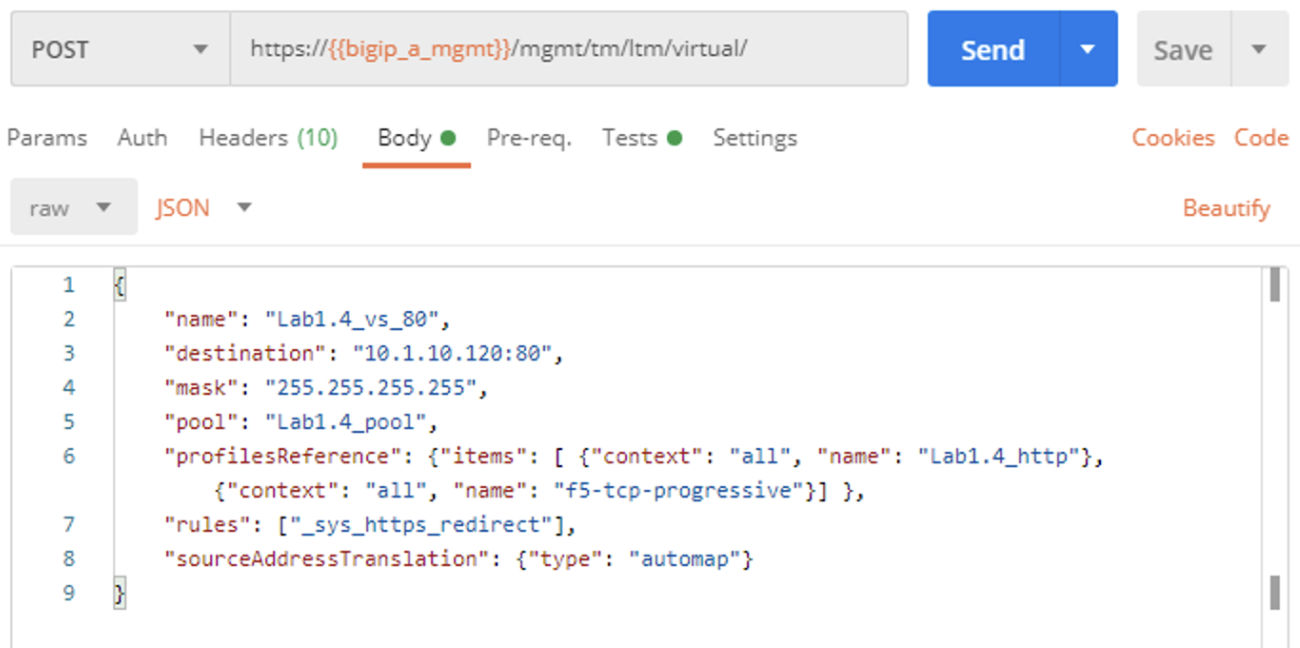 POST https://{{bigip_a_mgmt}}/mgmt/tm/ltm/virtual/ Send Save
Params Auth Headers (10) Body Pre-req. Tests Settings Cookies Code
raw JSON Beautify
1 {
2 "name": "Lab1.4_vs_80",
3 "destination": "10.1.10.120:80",
4 "mask": "255.255.255.255",
5 "pool": "Lab1.4_pool",
6 "profilesReference": {"items": [ {"context": "all", "name": "Lab1.4_http"},
{"context": "all", "name": "f5-tcp-progressive"}] },
7 "rules": ["_sys_https_redirect"],
8 "sourceAddressTranslation": {"type": "automap"}
9 }